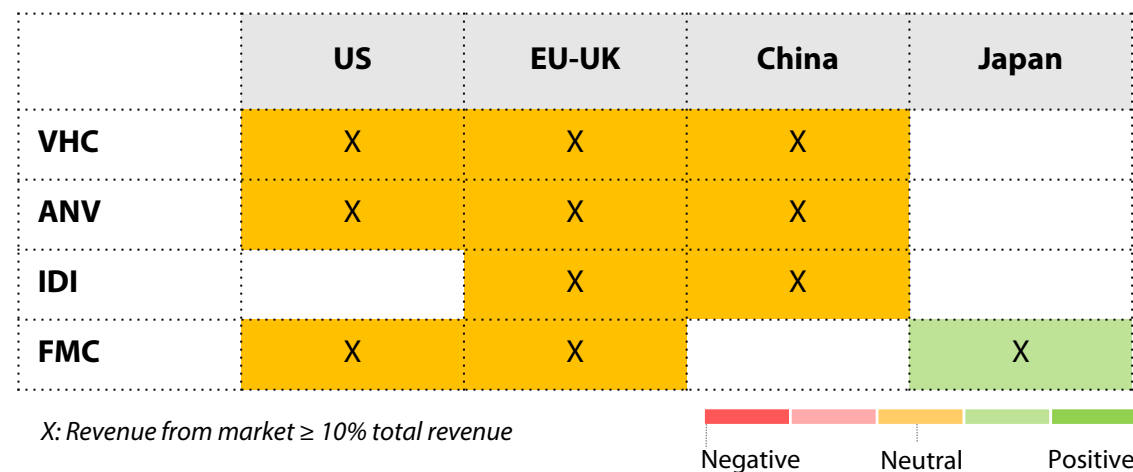 US EU-UK China Japan
VHC X X X
ANV X X X
IDI X X
FMC X X X
X: Revenue from market ≥ 10% total revenue
Negative Neutral Positive